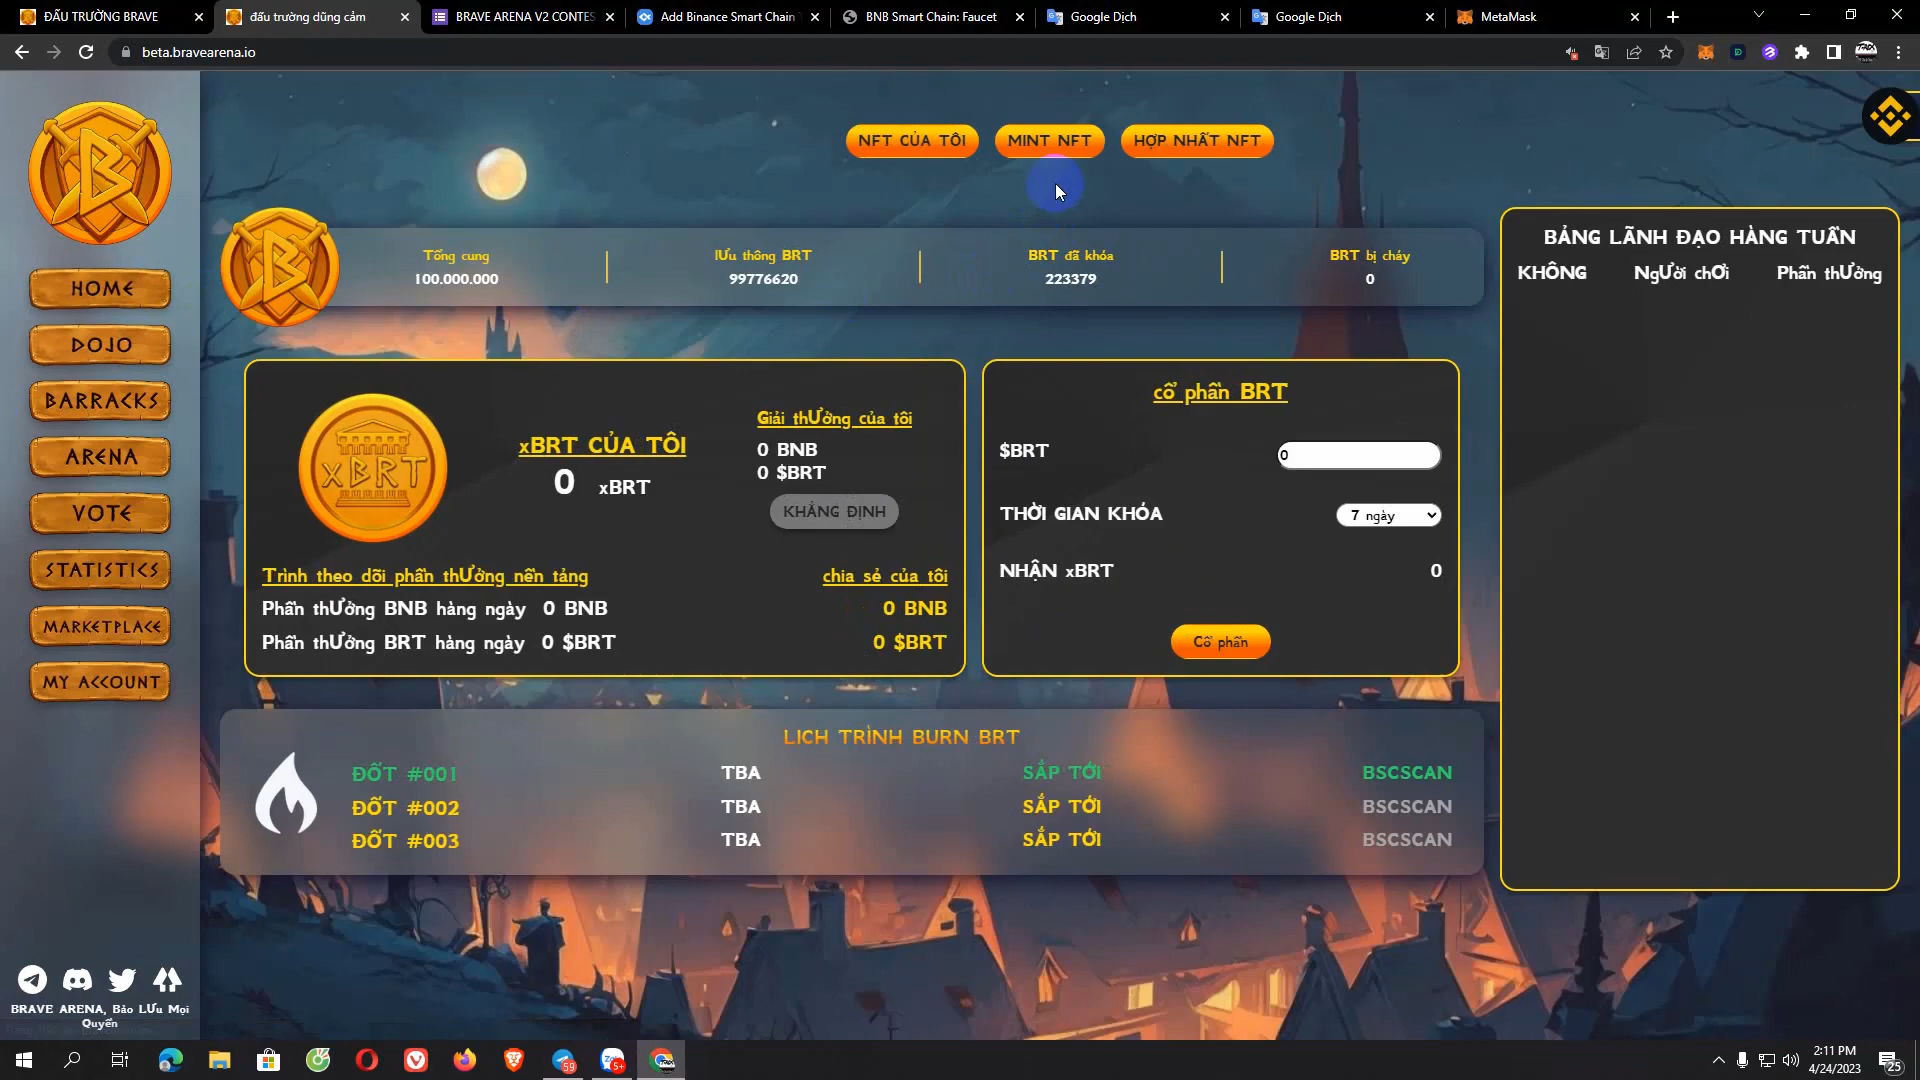 ĐẤU TRƯỜNG BRAVE
đấu trường dũng cảm
BRAVE ARENA V2 CONTES
Add Binance Smart Chain
BNB Smart Chain: Faucet
Google Dịch
Google Dịch
MetaMask
beta.bravearena.io
NFT CỦA TÔI
MINT NFT
HỢP NHẤT NFT
HOME
DOJO
BARRACKS
ARENA
VOTE
STATISTICS
MARKETPLACE
MY ACCOUNT
Tổng cung
100.000.000
lƯu thông BRT
99776620
BRT đã khóa
223379
BRT bị cháy
0
BẢNG LÃNH ĐẠO HÀNG TUẦN
KHÔNG
NgƯời chƠi
Phần thƯởng
xBRT
xBRT CỦA TÔI
0 xBRT
Giải thƯởng của tôi
0 BNB
0 $BRT
KHẲNG ĐỊNH
Trình theo dõi phần thƯởng nền tảng
chia sẻ của tôi
Phần thƯởng BNB hàng ngày 0 BNB
0 BNB
Phần thƯởng BRT hàng ngày 0 $BRT
0 $BRT
cổ phần BRT
$BRT
0
THỜI GIAN KHÓA
7 ngày
NHẬN xBRT
0
Cổ phần
LICH TRÌNH BURN BRT
ĐỐT #001
TBA
SẮP TỚI
BSCSCAN
ĐỐT #002
TBA
SẮP TỚI
BSCSCAN
ĐỐT #003
TBA
SẮP TỚI
BSCSCAN
BRAVE ARENA, Bảo LƯu Mọi
Quyền
59
5+
2:11 PM
4/24/2023
25